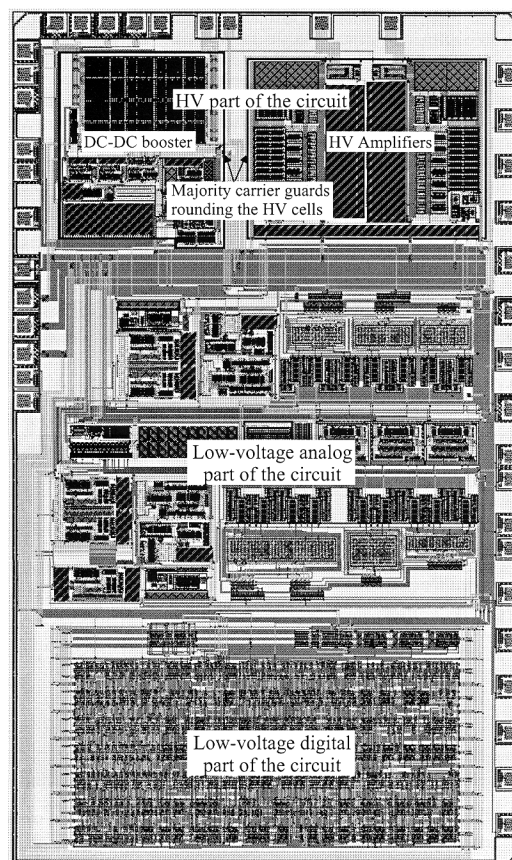 HV part of the circuit
DC-DC booster
HV Amplifiers
Majority carrier guards
rounding the HV cells
Low-voltage analog
part of the circuit
Low-voltage digital
part of the circuit